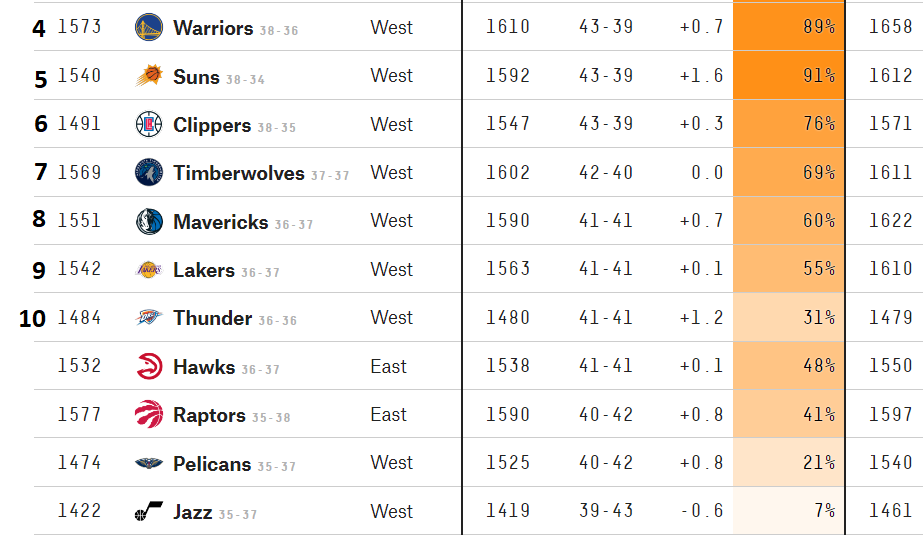 4 1573 Warriors 38-36 West 1610 43-39 +0.7 89% 1658
5 1540 Suns 38-34 West 1592 43-39 +1.6 91% 1612
6 1491 Clippers 38-35 West 1547 43-39 +0.3 76% 1571
7 1569 Timberwolves 37-37 West 1602 42-40 0.0 69% 1611
8 1551 Mavericks 36-37 West 1590 41-41 +0.7 60% 1622
9 1542 LAKERS Lakers 36-37 West 1563 41-41 +0.1 55% 1610
10 1484 Thunder 36-36 West 1480 41-41 +1.2 31% 1479
1532 Hawks 36-37 East 1538 41-41 +0.1 48% 1550
1577 Raptors 35-38 East 1590 40-42 +0.8 41% 1597
1474 Pelicans 35-37 West 1525 40-42 +0.8 21% 1540
1422 Jazz 35-37 West 1419 39-43 -0.6 7% 1461